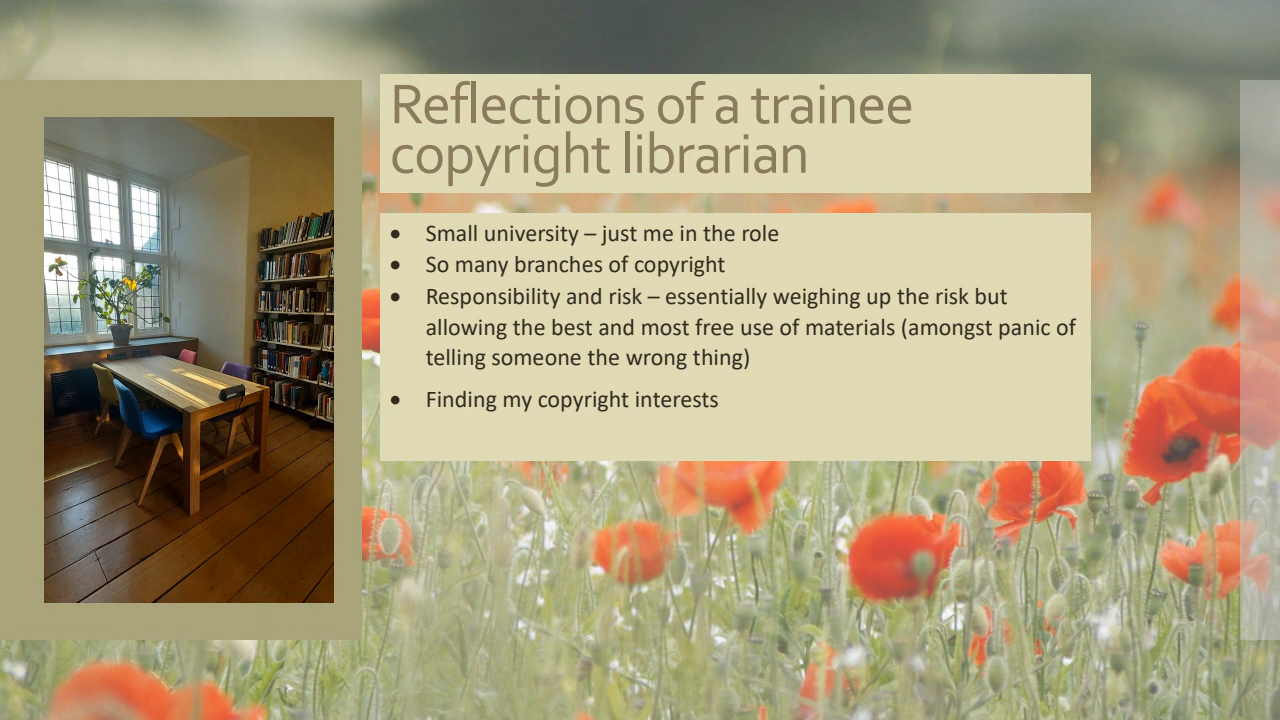 Reflections of a trainee
copyright librarian
• Small university – just me in the role
• So many branches of copyright
• Responsibility and risk – essentially weighing up the risk but
allowing the best and most free use of materials (amongst panic of
telling someone the wrong thing)
• Finding my copyright interests